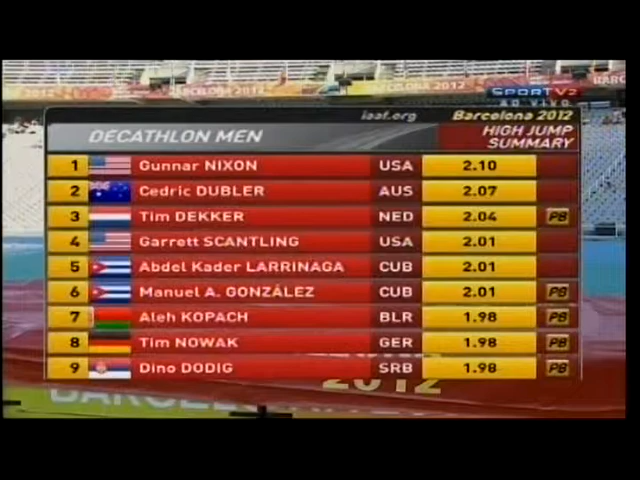 SPORTV2
AO VIVO
iaaf.org Barcelona 2012
DECATHLON MEN HIGH JUMP
SUMMARY
1 Gunnar NIXON USA 2.10
2 Cedric DUBLER AUS 2.07
3 Tim DEKKER NED 2.04 PB
4 Garrett SCANTLING USA 2.01
5 Abdel Kader LARRINAGA CUB 2.01
6 Manuel A. GONZÁLEZ CUB 2.01 PB
7 Aleh KOPACH BLR 1.98 PB
8 Tim NOWAK GER 1.98 PB
9 Dino DODIG SRB 1.98 PB
2012